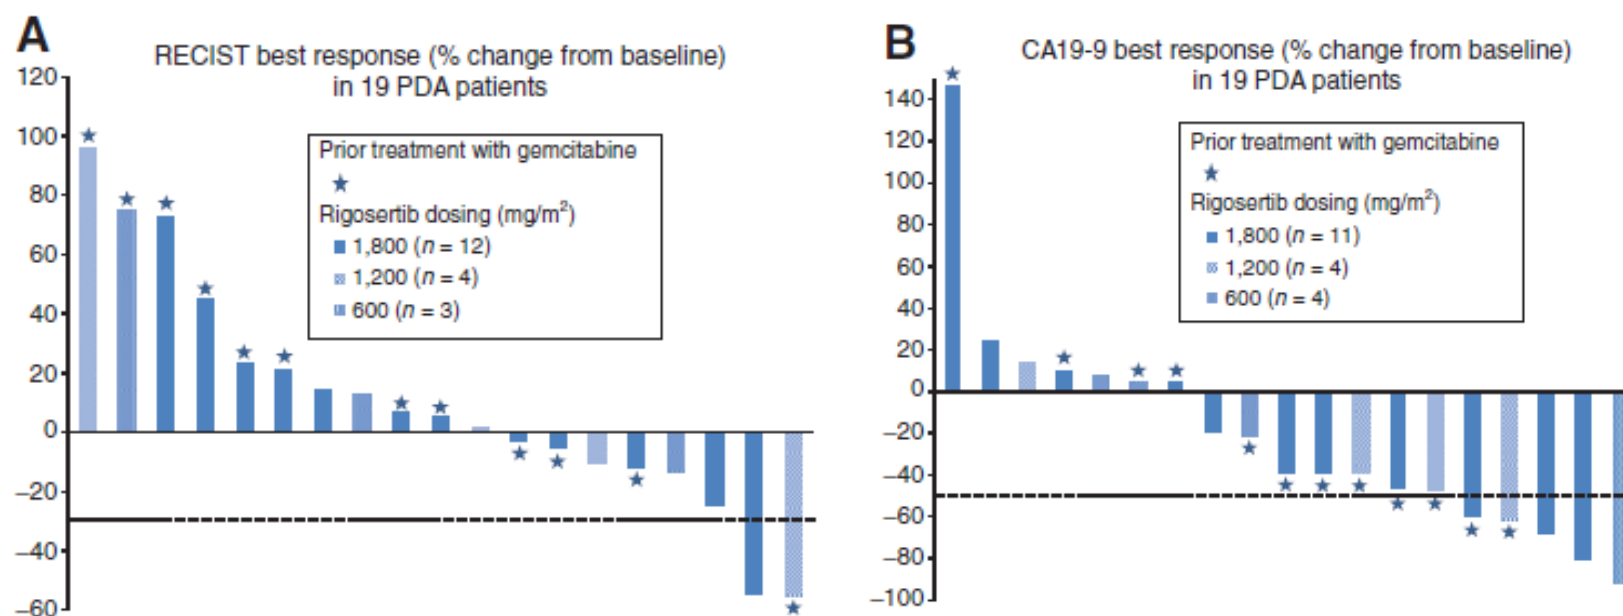 A
RECIST best response (% change from baseline)
in 19 PDA patients
120
100
80
60
40
20
0
–20
–40
–60
Prior treatment with gemcitabine
★
Rigosertib dosing (mg/m²)
1,800 (n = 12)
1,200 (n = 4)
600 (n = 3)
B
CA19-9 best response (% change from baseline)
in 19 PDA patients
140
120
100
80
60
40
20
0
–20
–40
–60
–80
–100
Prior treatment with gemcitabine
★
Rigosertib dosing (mg/m²)
1,800 (n = 11)
1,200 (n = 4)
600 (n = 4)